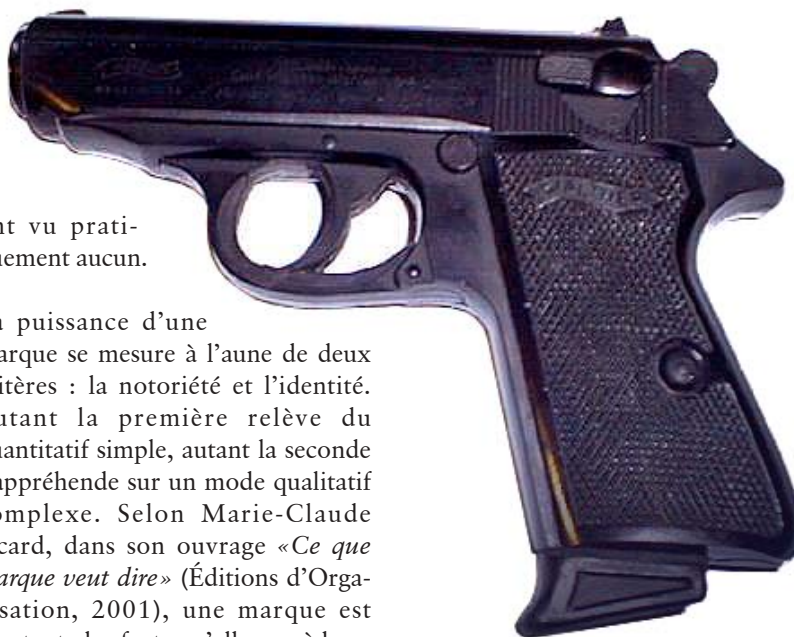 nt vu prati-
uement aucun.
a puissance d'une
arque se mesure à l'aune de deux
itères : la notoriété et l'identité.
utant la première relève du
uantitatif simple, autant la seconde
appréhende sur un mode qualitatif
omplexe. Selon Marie-Claude
card, dans son ouvrage «Ce que
arque veut dire» (Éditions d'Orga-
sation, 2001), une marque est